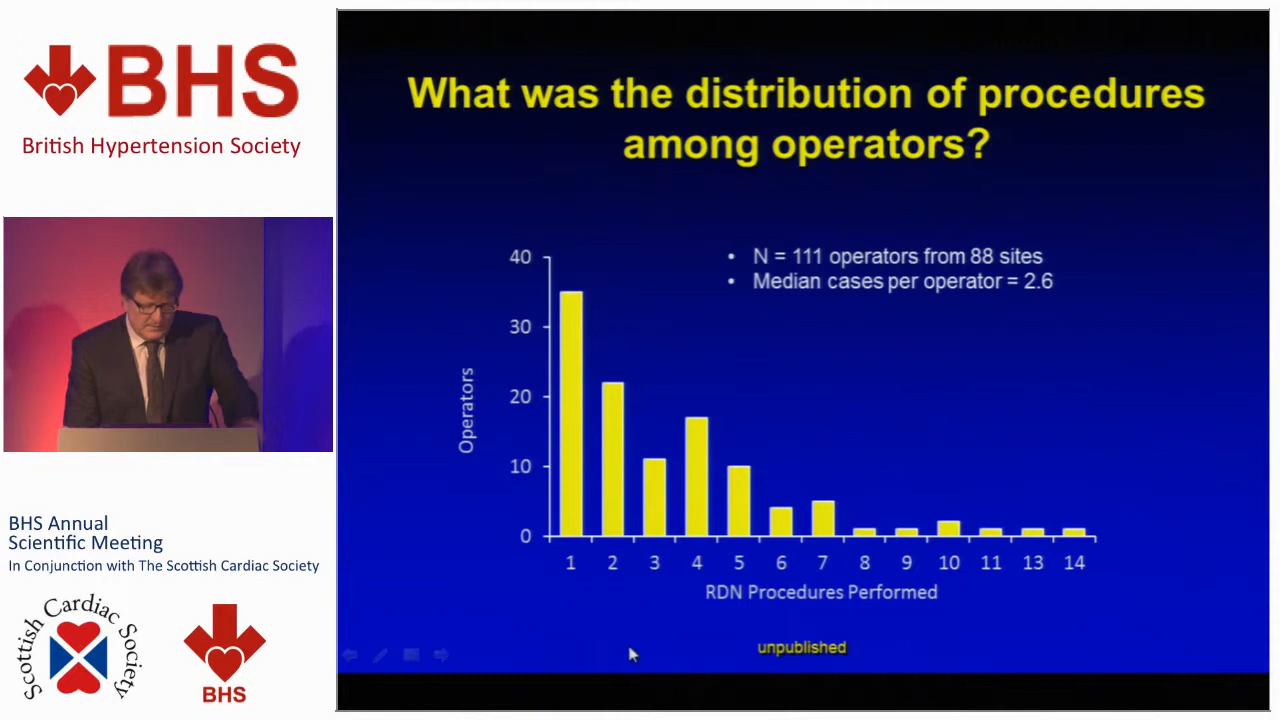 BHS
British Hypertension Society
BHS Annual
Scientific Meeting
In Conjunction with The Scottish Cardiac Society
Scottish Cardiac Society
BHS
What was the distribution of procedures
among operators?
• N = 111 operators from 88 sites
• Median cases per operator = 2.6
Operators
40
30
20
10
0
1 2 3 4 5 6 7 8 9 10 11 13 14
RDN Procedures Performed
unpublished